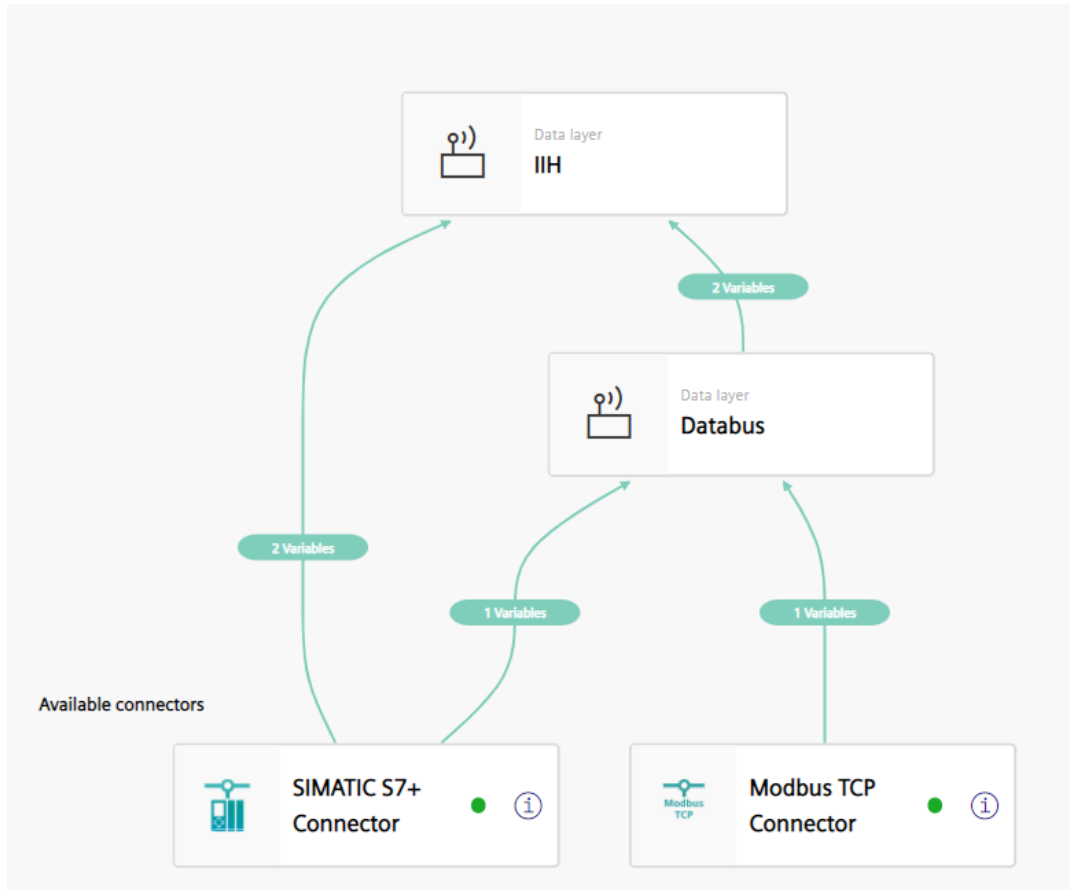 Data layer
IIH
2 Variables
Data layer
Databus
2 Variables
1 Variables
1 Variables
Available connectors
SIMATIC S7+
Connector
Modbus
TCP
Modbus TCP
Connector